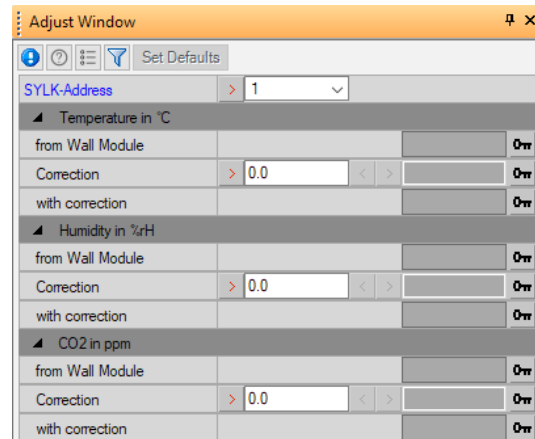 Adjust Window
Set Defaults
SYLK-Address > 1
Temperature in °C
from Wall Module
Correction > 0.0 < >
with correction
Humidity in %rH
from Wall Module
Correction > 0.0 < >
with correction
CO2 in ppm
from Wall Module
Correction > 0.0 < >
with correction